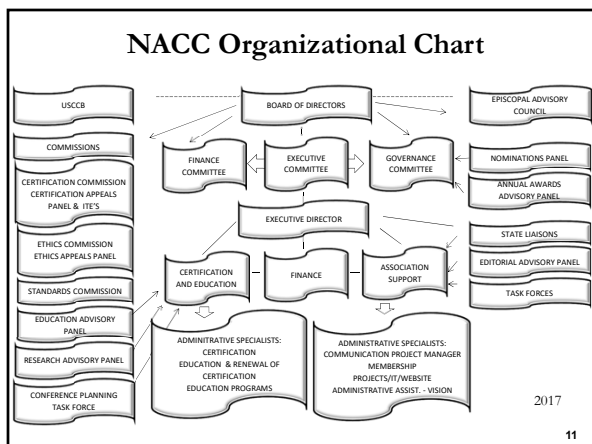 NACC Organizational Chart
USCCB
BOARD OF DIRECTORS
EPISCOPAL ADVISORY
COUNCIL
COMMISSIONS
FINANCE
COMMITTEE
EXECUTIVE
COMMITTEE
GOVERNANCE
COMMITTEE
NOMINATIONS PANEL
ANNUAL AWARDS
ADVISORY PANEL
CERTIFICATION COMMISSION
CERTIFICATION APPEALS
PANEL & ITE'S
EXECUTIVE DIRECTOR
STATE LIAISONS
ETHICS COMMISSION
ETHICS APPEALS PANEL
EDITORIAL ADVISORY PANEL
CERTIFICATION
AND EDUCATION
FINANCE
ASSOCIATION
SUPPORT
STANDARDS COMMISSION
TASK FORCES
EDUCATION ADVISORY
PANEL
RESEARCH ADVISORY PANEL
CONFERENCE PLANNING
TASK FORCE
ADMINITRATIVE SPECIALISTS:
CERTIFICATION
EDUCATION & RENEWAL OF
CERTIFICATION
EDUCATION PROGRAMS
ADMINISTRATIVE SPECIALISTS:
COMMUNICATION PROJECT MANAGER
MEMBERSHIP
PROJECTS/IT/WEBSITE
ADMINISTRATIVE ASSIST. - VISION
2017
11